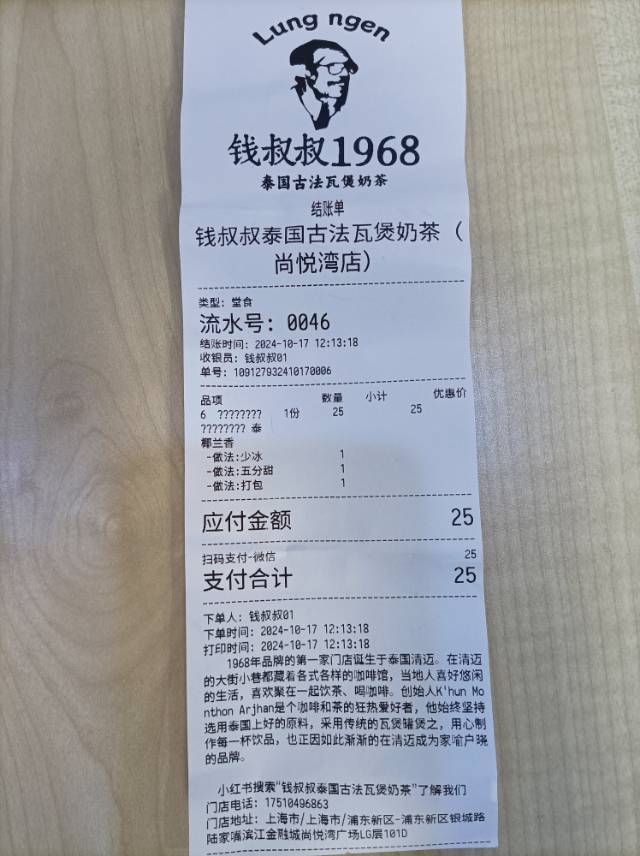 Lung ngen
钱叔叔1968
泰国古法瓦煲奶茶
结账单
钱叔叔泰国古法瓦煲奶茶（
尚悦湾店）
类型: 堂食
流水号: 0046
结账时间: 2024-10-17 12:13:18
收银员: 钱叔叔01
单号: 109127932410170006
品项 数量 小计 优惠价
6 ???????? 1份 25 25
???????? 泰
椰兰香
-做法:少冰 1
-做法:五分甜 1
-做法:打包 1
应付金额 25
扫码支付-微信 25
支付合计 25
下单人: 钱叔叔01
下单时间: 2024-10-17 12:13:18
打印时间: 2024-10-17 12:13:18
1968年品牌的第一家门店诞生于泰国清迈。在清迈
的大街小巷都藏着各式各样的咖啡馆，当地人喜好悠闲
的生活，喜欢聚在一起饮茶、喝咖啡。创始人K'hun Mo
nthon Arjhan是个咖啡和茶的狂热爱好者，他始终坚持
选用泰国上好的原料，采用传统的瓦煲罐煲之，用心制
作每一杯饮品，也正因如此渐渐的在清迈成为家喻户晓
的品牌。
小红书搜索“钱叔叔泰国古法瓦煲奶茶”了解我们
门店电话: 17510496863
门店地址: 上海市/上海市/浦东新区-浦东新区银城路
陆家嘴滨江金融城尚悦湾广场LG层101D